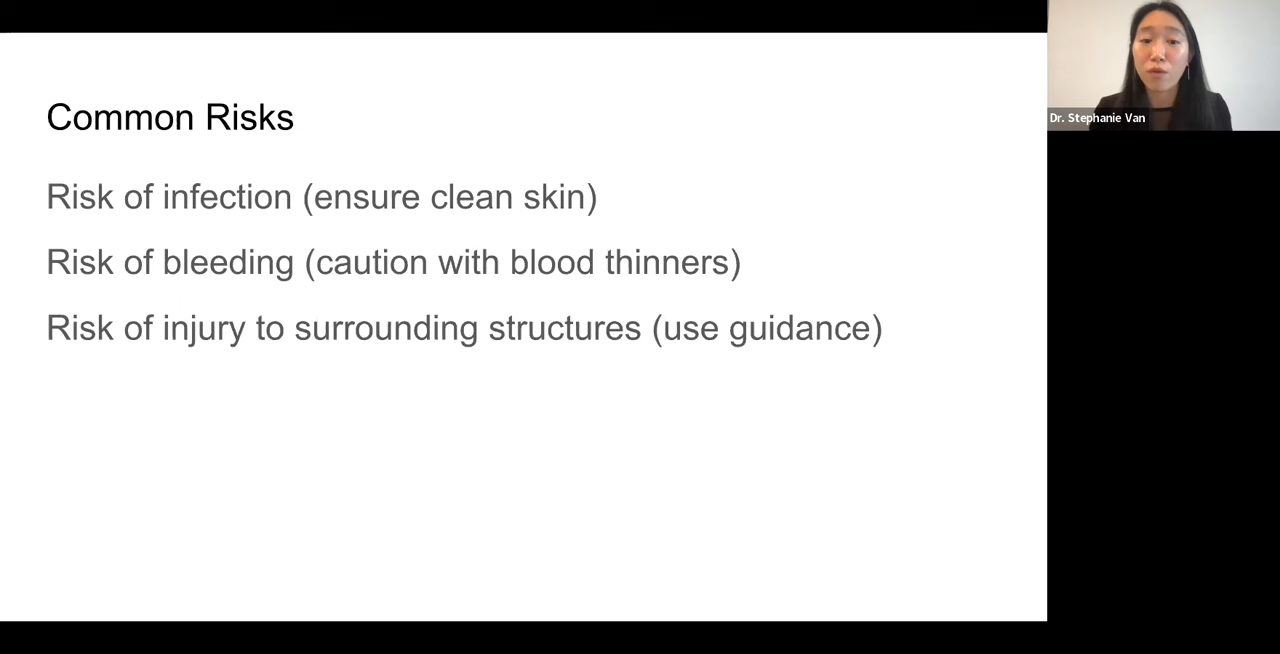 Common Risks
Risk of infection (ensure clean skin)
Risk of bleeding (caution with blood thinners)
Risk of injury to surrounding structures (use guidance)
Dr. Stephanie Van